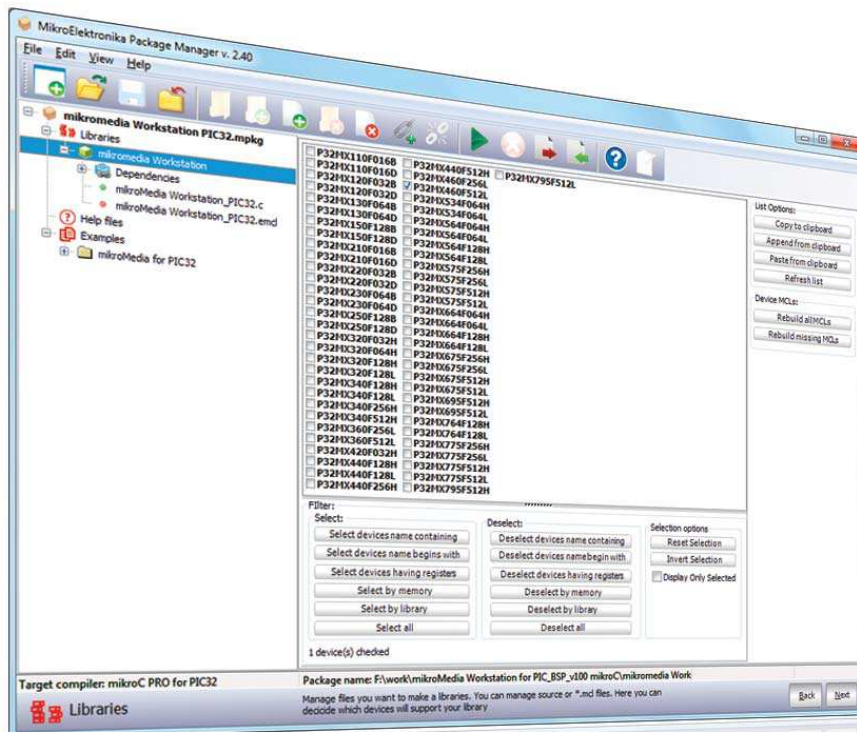 MikroElektronika Package Manager v. 2.40
File Edit View Help
mikromedia Workstation PIC32.mpkg
Libraries
mikromedia Workstation
Dependencies
mikroMedia Workstation_PIC32.c
mikroMedia Workstation_PIC32.emd
Help files
Examples
mikroMedia for PIC32
P32MX110F016B
P32MX110F016D
P32MX120F032B
P32MX120F032D
P32MX130F064B
P32MX130F064D
P32MX150F128B
P32MX150F128D
P32MX210F016B
P32MX210F016D
P32MX220F032B
P32MX220F032D
P32MX230F064B
P32MX230F064D
P32MX250F128B
P32MX250F128D
P32MX320F032H
P32MX320F064H
P32MX320F128H
P32MX320F128L
P32MX340F128H
P32MX340F128L
P32MX340F256H
P32MX340F512H
P32MX360F256L
P32MX360F512L
P32MX420F032H
P32MX440F128H
P32MX440F128L
P32MX440F256H
P32MX440F512H
P32MX460F256L
P32MX460F512L
P32MX534F064H
P32MX534F064L
P32MX564F064H
P32MX564F064L
P32MX564F128H
P32MX564F128L
P32MX575F256H
P32MX575F256L
P32MX575F512H
P32MX575F512L
P32MX664F064H
P32MX664F064L
P32MX664F128H
P32MX664F128L
P32MX675F256H
P32MX675F256L
P32MX675F512H
P32MX675F512L
P32MX695F512H
P32MX695F512L
P32MX764F128H
P32MX764F128L
P32MX775F256H
P32MX775F256L
P32MX775F512H
P32MX775F512L
P32MX795F512H
P32MX795F512L
List Options:
Copy to clipboard
Append from clipboard
Paste from clipboard
Refresh list
Device MCLs:
Rebuild all MCLs
Rebuild missing MCLs
Filter:
Select:
Select devices name containing
Select devices name begins with
Select devices having registers
Select by memory
Select by library
Select all
Deselect:
Deselect devices name containing
Deselect devices name begin with
Deselect devices having registers
Deselect by memory
Deselect by library
Deselect all
Selection options
Reset Selection
Invert Selection
Display Only Selected
1 device(s) checked
Target compiler: mikroC PRO for PIC32
Package name: F:\work\mikroMedia Workstation for PIC_BSP_v100 mikroC\mikromedia Work
Libraries
Manage files you want to make a libraries. You can manage source or *.md files. Here you can
decicide which devices will support your library
Back Next